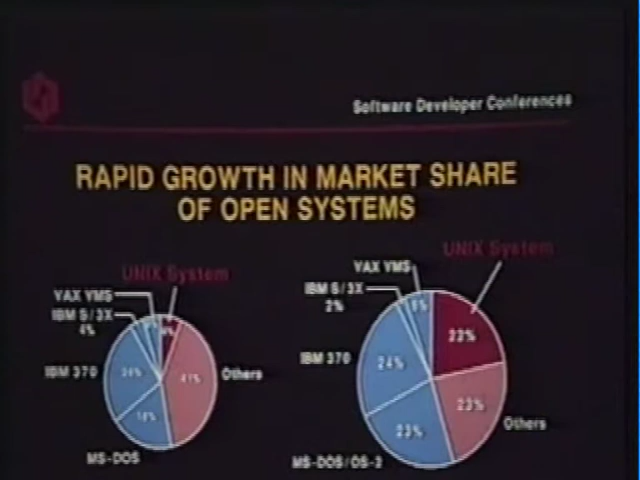 Software Developer Conferences
RAPID GROWTH IN MARKET SHARE
OF OPEN SYSTEMS
UNIX System
VAX VMS
IBM S/3X
4%
IBM 370
41%
Others
MS-DOS
UNIX System
VAX VMS
IBM S/3X
2%
IBM 370
24%
23%
Others
23%
MS-DOS/OS-2